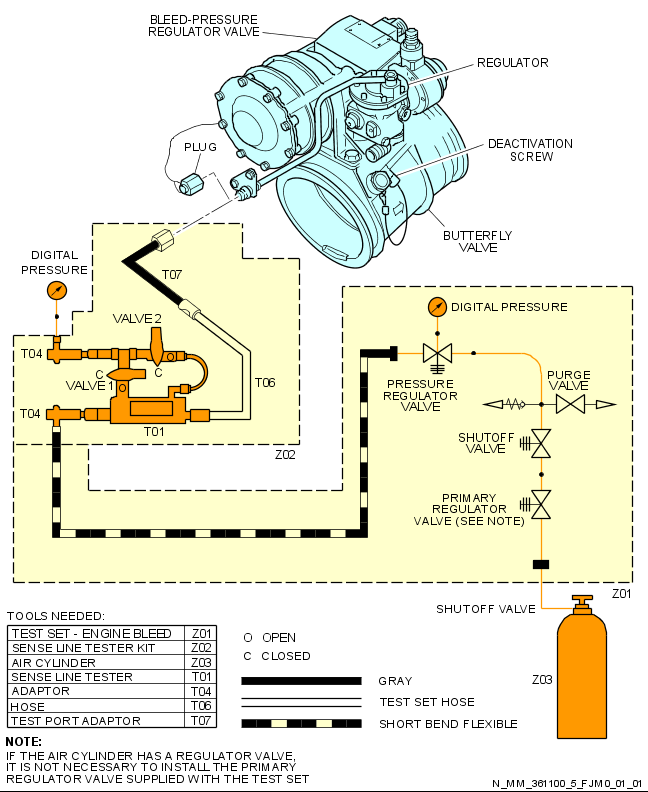 BLEED-PRESSURE
REGULATOR VALVE
REGULATOR
PLUG
DEACTIVATION
SCREW
BUTTERFLY
VALVE
DIGITAL
PRESSURE
T07
VALVE 2
T04
C
VALVE 1
C
T06
T04
T01
Z02
DIGITAL PRESSURE
PRESSURE
REGULATOR
VALVE
PURGE
VALVE
SHUTOFF
VALVE
PRIMARY
REGULATOR
VALVE (SEE NOTE)
Z01
SHUTOFF VALVE
Z03
TOOLS NEEDED:
TEST SET - ENGINE BLEED Z01
SENSE LINE TESTER KIT Z02
AIR CYLINDER Z03
SENSE LINE TESTER T01
ADAPTOR T04
HOSE T06
TEST PORT ADAPTOR T07
O OPEN
C CLOSED
GRAY
TEST SET HOSE
SHORT BEND FLEXIBLE
NOTE:
IF THE AIR CYLINDER HAS A REGULATOR VALVE,
IT IS NOT NECESSARY TO INSTALL THE PRIMARY
REGULATOR VALVE SUPPLIED WITH THE TEST SET
N_MM_361100_5_FJM0_01_01